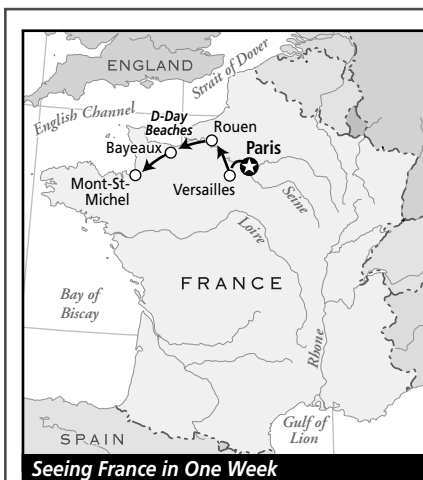 ENGLAND
Strait of Dover
English Channel
D-Day
Beaches
Rouen
Bayeaux
Paris
Mont-St-
Michel
Versailles
Seine
Loire
FRANCE
Bay of
Biscay
Rhone
Gulf of
Lion
SPAIN
Seeing France in One Week